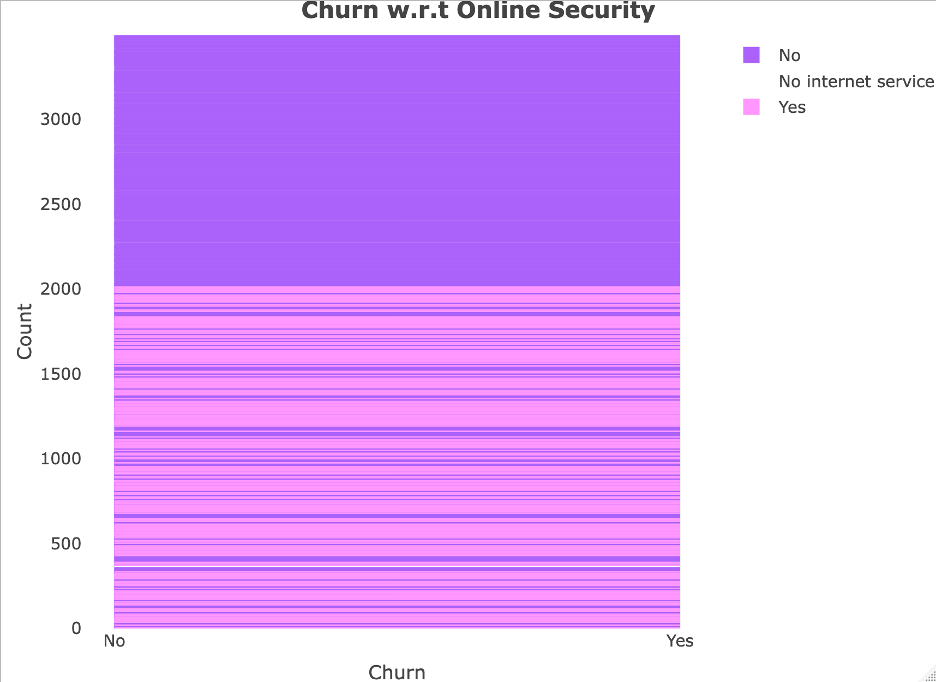 Churn w.r.t Online Security
No
No internet service
Yes
3000
2500
2000
1500
1000
500
0
Count
No
Yes
Churn